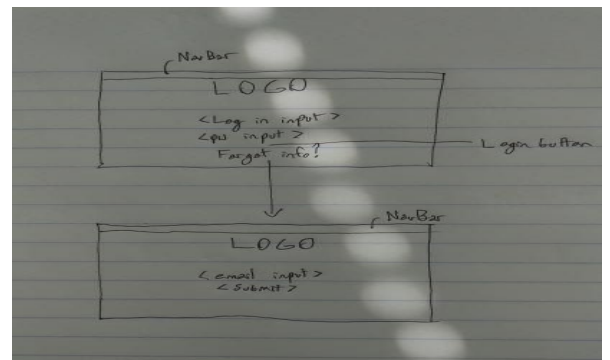 NavBar
LOGO
<Log in input>
<pw input>
Login button
Forgot info?
NavBar
LOGO
<email input>
<submit>